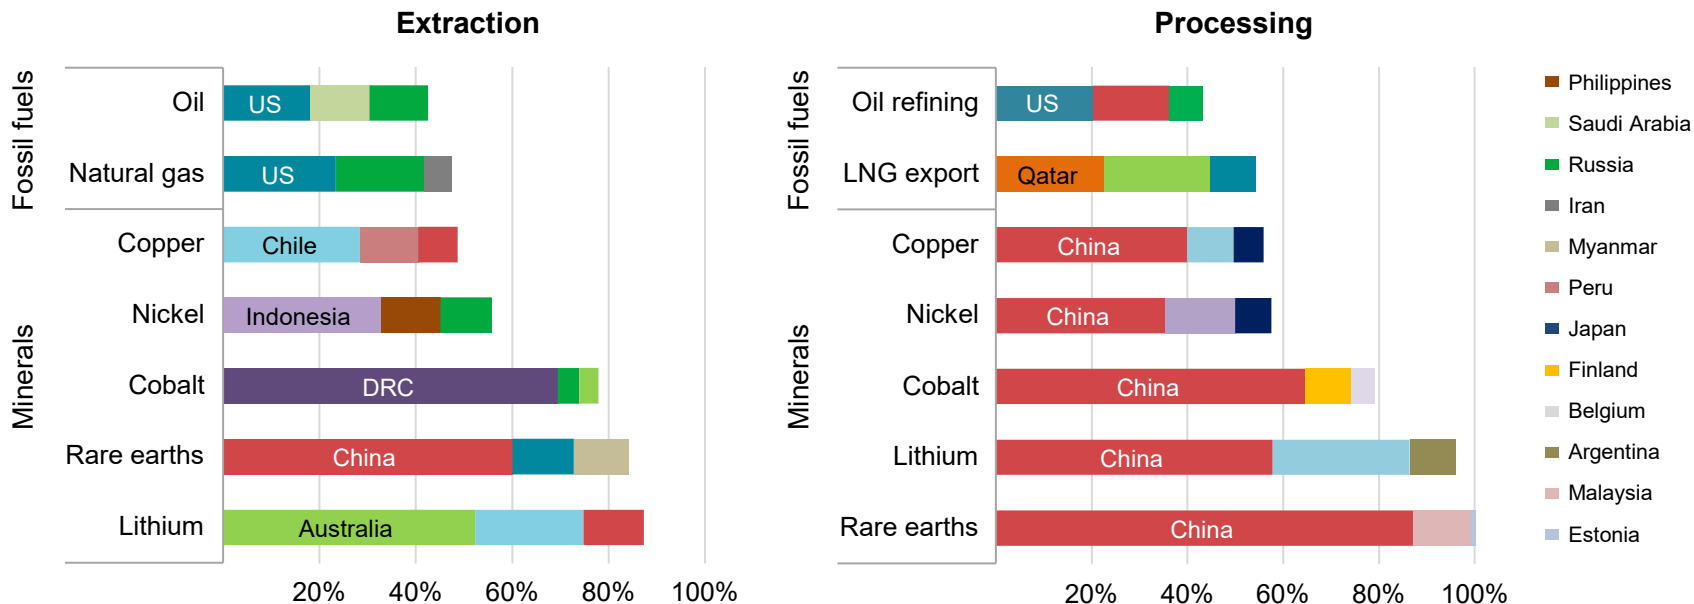 Extraction
Fossil fuels
Oil
US
Natural gas
US
Minerals
Copper
Chile
Nickel
Indonesia
Cobalt
DRC
Rare earths
China
Lithium
Australia
20% 40% 60% 80% 100%
Processing
Fossil fuels
Oil refining
US
LNG export
Qatar
Minerals
Copper
China
Nickel
China
Cobalt
China
Lithium
China
Rare earths
China
20% 40% 60% 80% 100%
Philippines
Saudi Arabia
Russia
Iran
Myanmar
Peru
Japan
Finland
Belgium
Argentina
Malaysia
Estonia